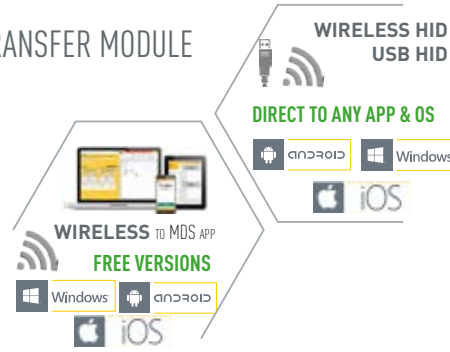 RANSFER MODULE
WIRELESS HID
USB HID
DIRECT TO ANY APP & OS
android Windows
iOS
WIRELESS TO MDS APP
FREE VERSIONS
Windows android
iOS